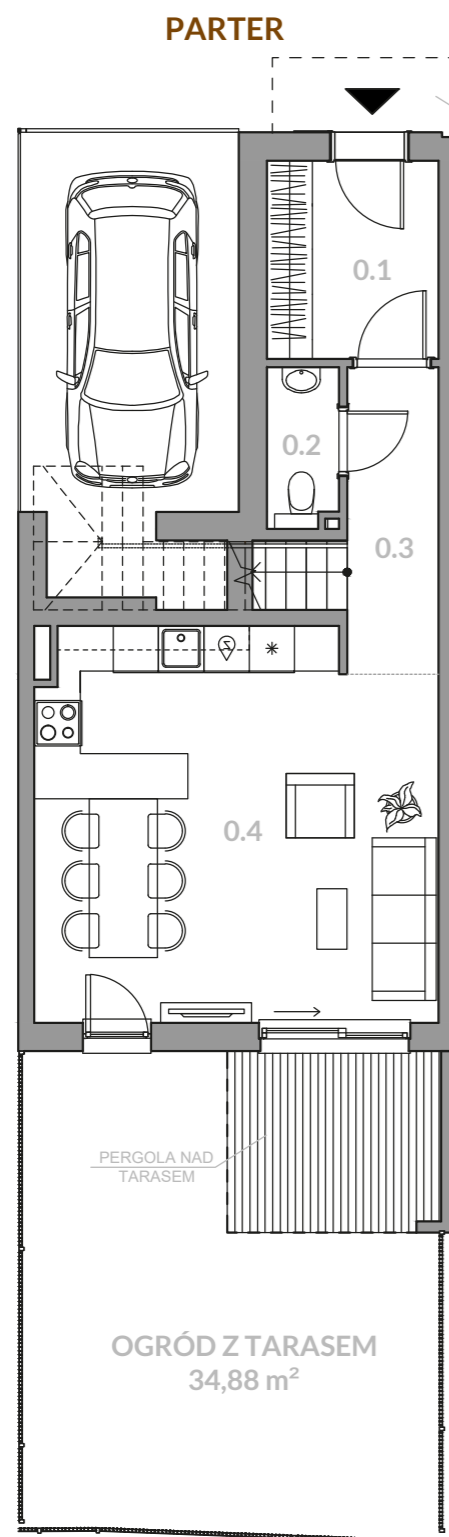 PARTER
0.1
0.2
0.3
0.4
PERGOLA NAD
TARASEM
OGRÓD Z TARASEM
34,88 m²